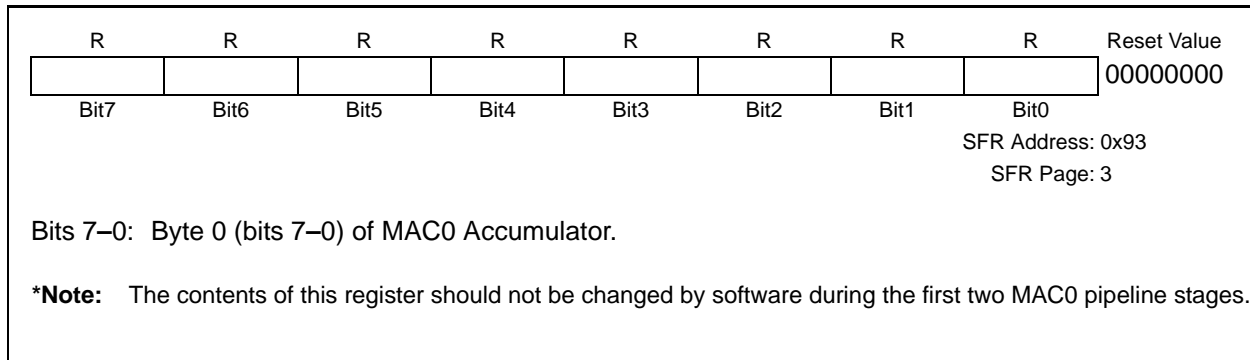 R R R R R R R R Reset Value
00000000
Bit7 Bit6 Bit5 Bit4 Bit3 Bit2 Bit1 Bit0
SFR Address: 0x93
SFR Page: 3
Bits 7–0: Byte 0 (bits 7–0) of MAC0 Accumulator.
*Note: The contents of this register should not be changed by software during the first two MAC0 pipeline stages.